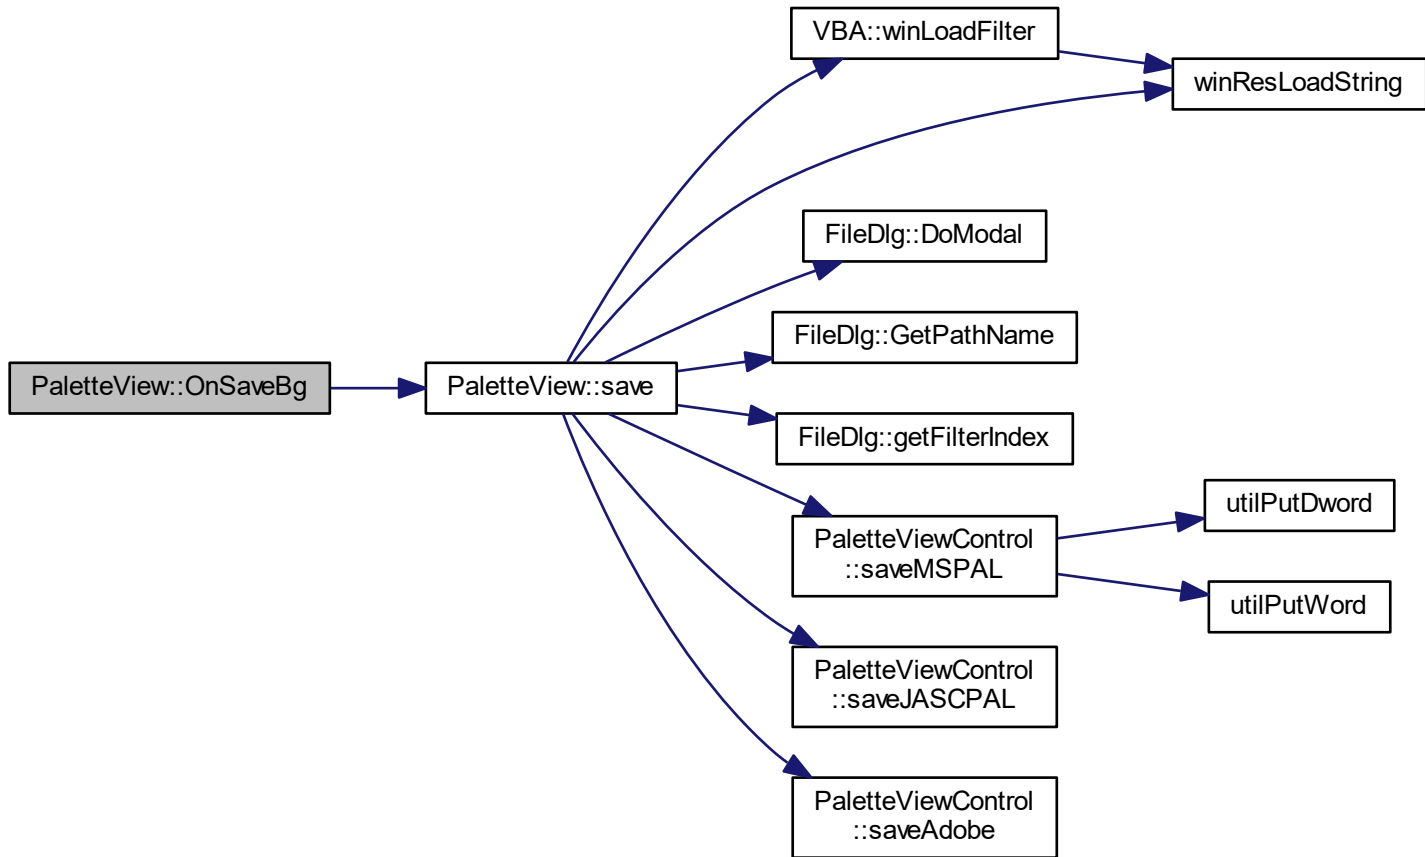 VBA::winLoadFilter
winResLoadString
FileDlg::DoModal
FileDlg::GetPathName
PaletteView::OnSaveBg
PaletteView::save
FileDlg::getFilterIndex
utilPutDword
PaletteViewControl
::saveMSPAL
utilPutWord
PaletteViewControl
::saveJASCPAL
PaletteViewControl
::saveAdobe